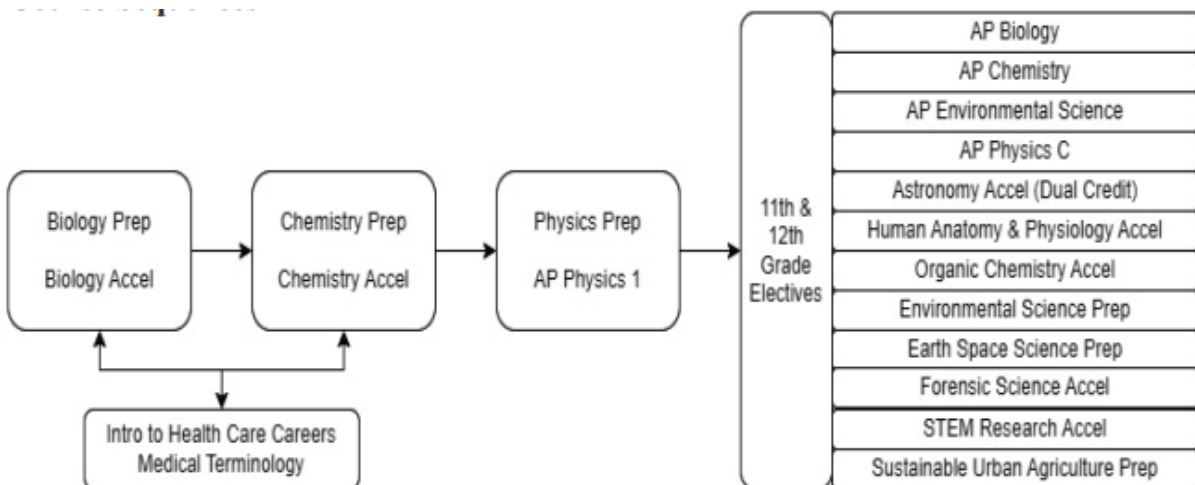 Biology Prep
Biology Accel
Chemistry Prep
Chemistry Accel
Physics Prep
AP Physics 1
Intro to Health Care Careers
Medical Terminology
11th &
12th
Grade
Electives
AP Biology
AP Chemistry
AP Environmental Science
AP Physics C
Astronomy Accel (Dual Credit)
Human Anatomy & Physiology Accel
Organic Chemistry Accel
Environmental Science Prep
Earth Space Science Prep
Forensic Science Accel
STEM Research Accel
Sustainable Urban Agriculture Prep